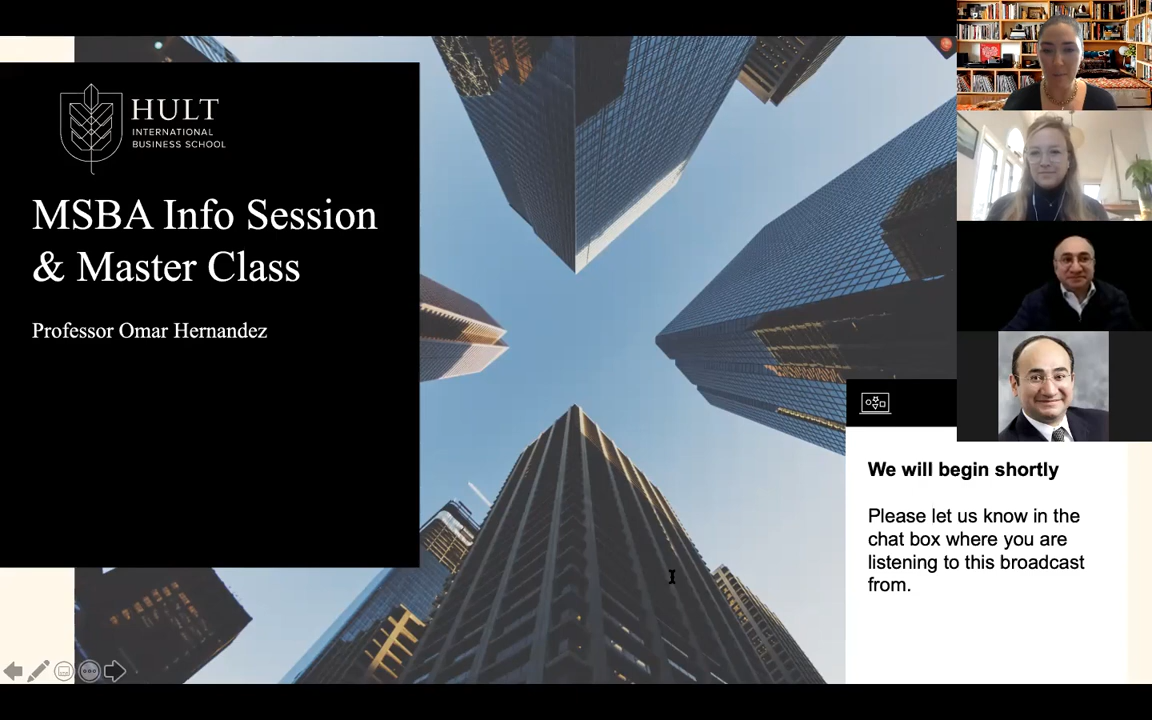 HULT
INTERNATIONAL
BUSINESS SCHOOL
MSBA Info Session
& Master Class
Professor Omar Hernandez
We will begin shortly
Please let us know in the
chat box where you are
listening to this broadcast
from.